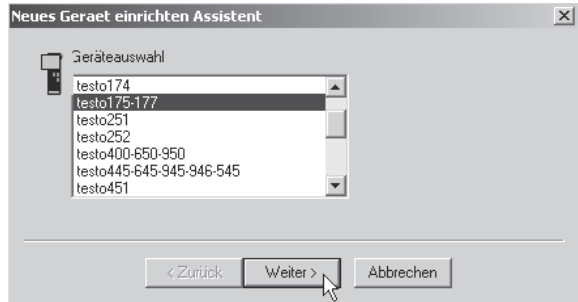 Neues Geraet einrichten Assistent
Geräteauswahl
testo174
testo175-177
testo251
testo252
testo400-650-950
testo445-645-945-946-545
testo451
< Zurück
Weiter >
Abbrechen